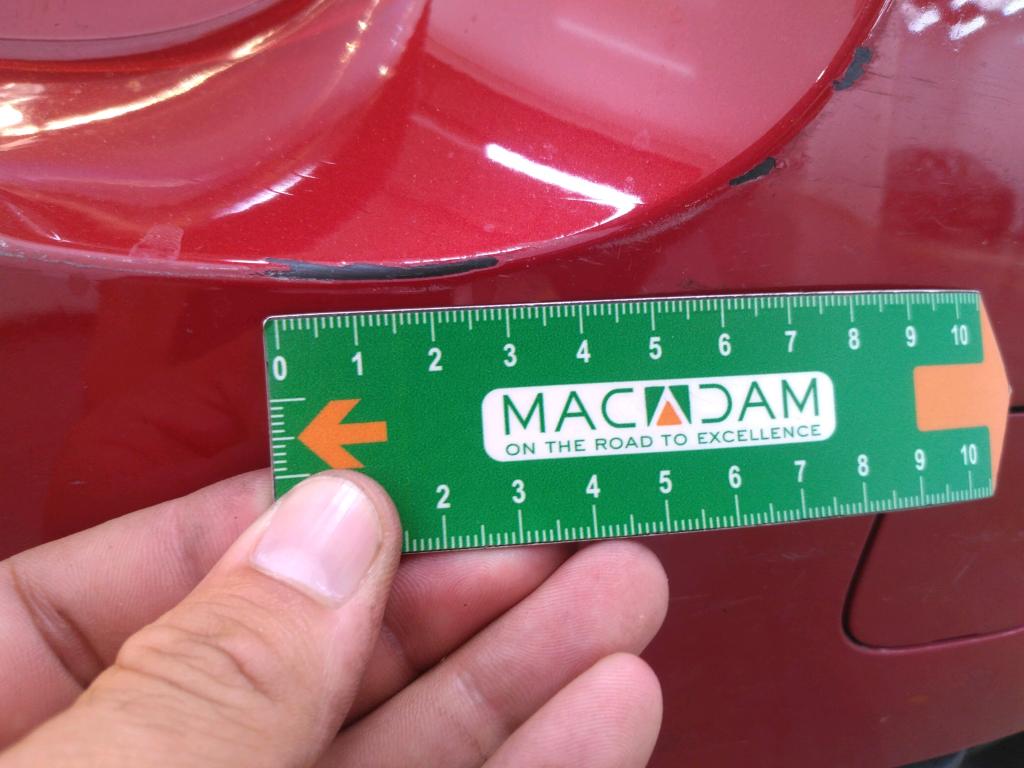 0 1 2 3 4 5 6 7 8 9 10
MACADAM
ON THE ROAD TO EXCELLENCE
2 3 4 5 6 7 8 9 10